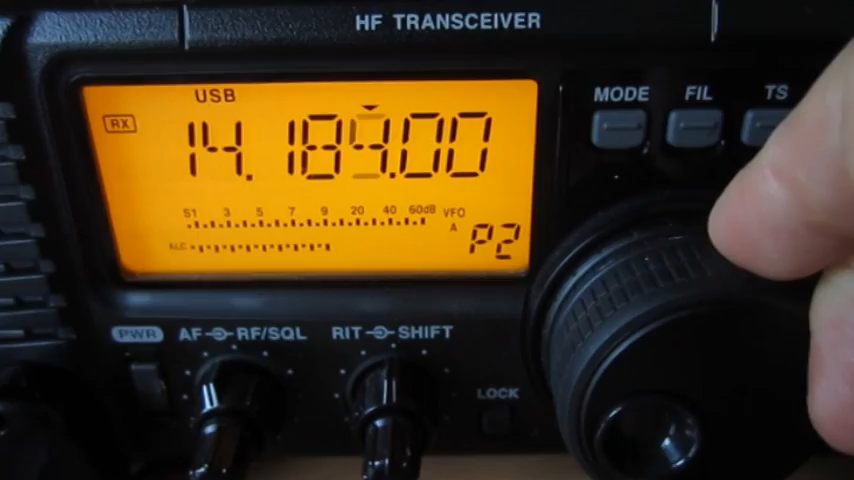 HF TRANSCEIVER
USB
MODE FIL TS
RX
14.184.00
S1 3 5 7 9 20 40 60dB VFO
A
P2
ALC
PWR AF RF/SQL RIT SHIFT
LOCK